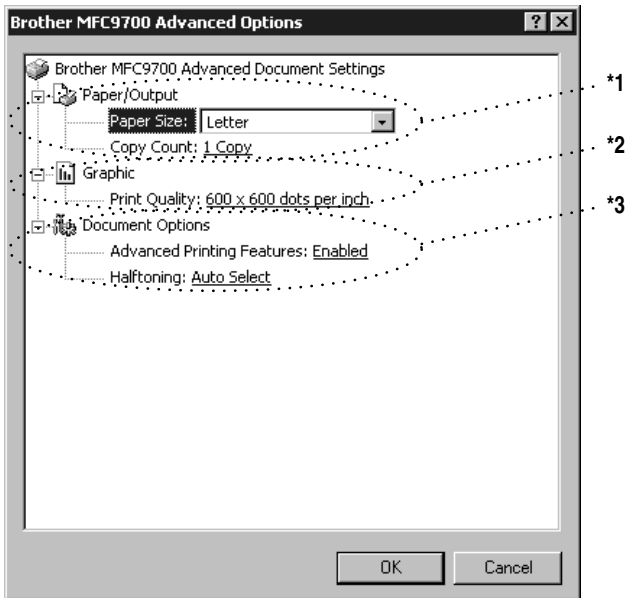 Brother MFC9700 Advanced Options
Brother MFC9700 Advanced Document Settings
Paper/Output
Paper Size: Letter
Copy Count: 1 Copy
Graphic
Print Quality: 600 x 600 dots per inch
Document Options
Advanced Printing Features: Enabled
Halftoning: Auto Select
*1
*2
*3
OK
Cancel